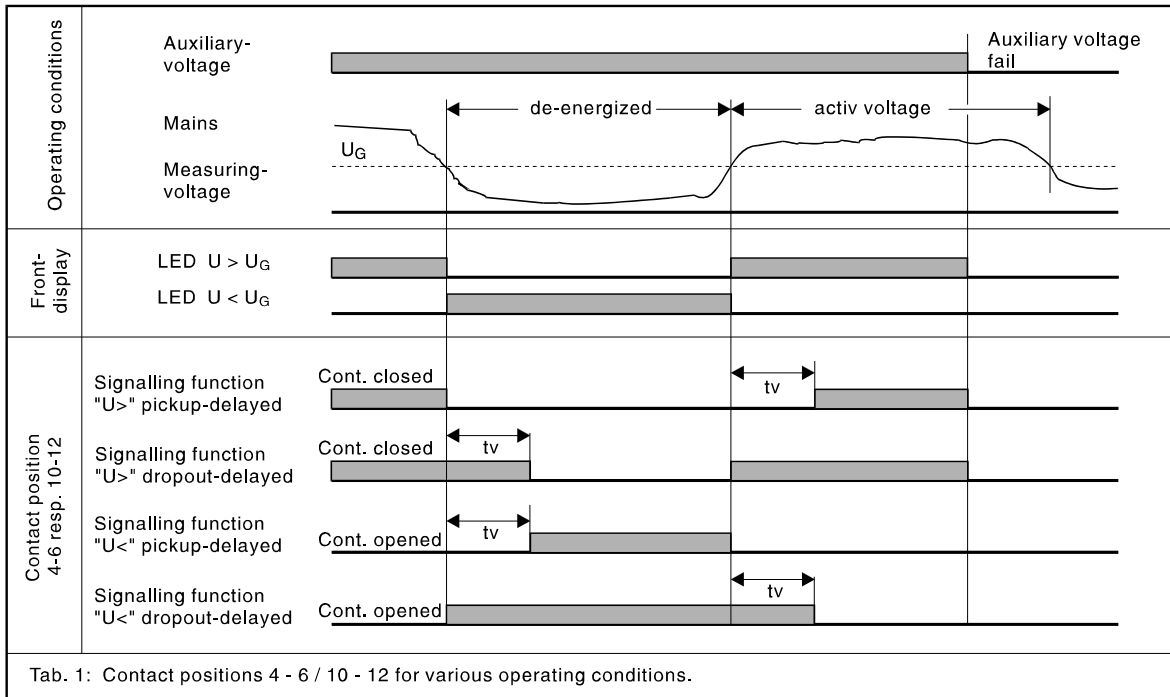 Operating conditions
Auxiliary-
voltage
Auxiliary voltage
fail
de-energized
activ voltage
Mains
UG
Measuring-
voltage
Front-
display
LED U > UG
LED U < UG
Contact position
4-6 resp. 10-12
Signalling function
"U>" pickup-delayed
Cont. closed
tv
Signalling function
"U>" dropout-delayed
Cont. closed
tv
Signalling function
"U<" pickup-delayed
Cont. opened
tv
Signalling function
"U<" dropout-delayed
Cont. opened
tv
Tab. 1: Contact positions 4 - 6 / 10 - 12 for various operating conditions.